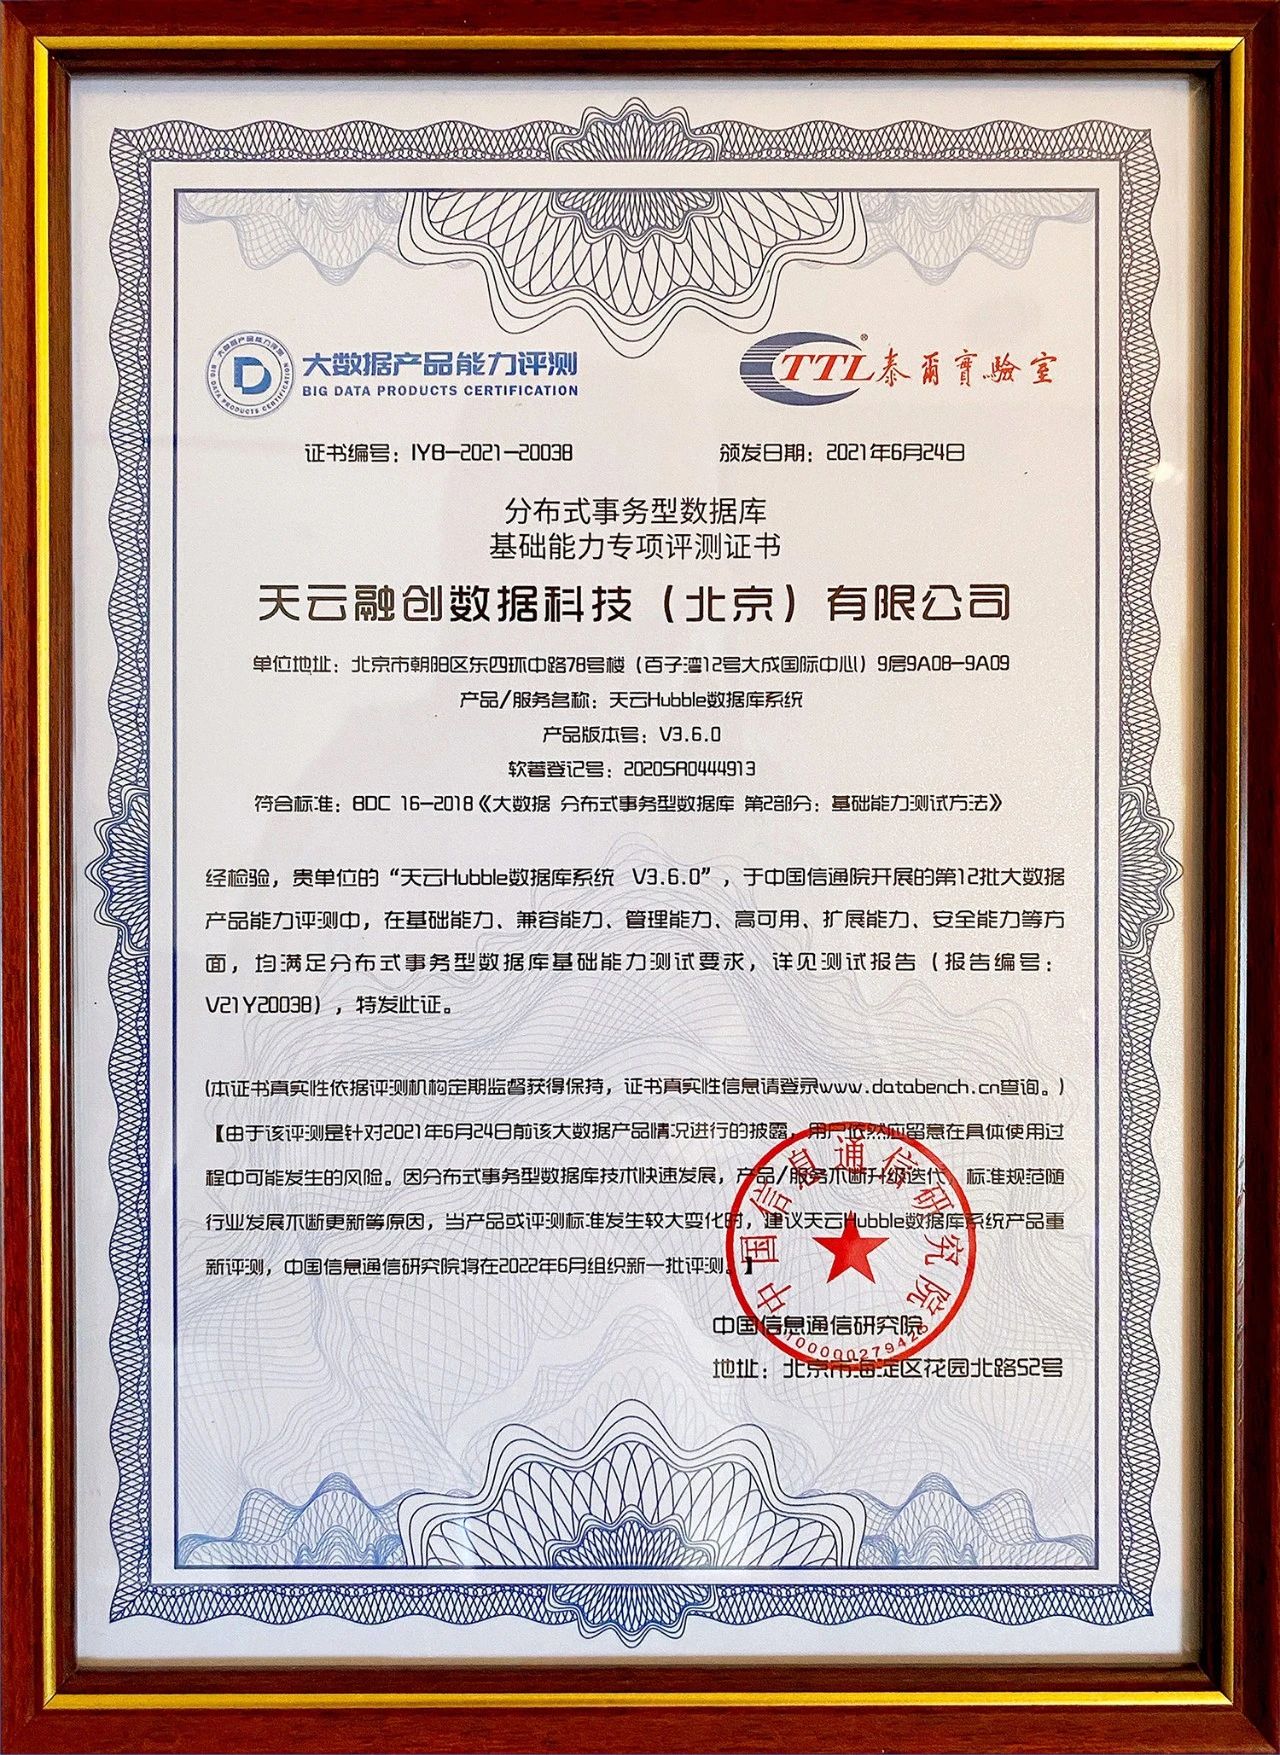 大数据产品能力评测
BIG DATA PRODUCTS CERTIFICATION
大数据产品能力评测
BIG DATA PRODUCTS CERTIFICATION
TTL® 泰爾實驗室
证书编号：IYB-2021-20038
颁发日期：2021年6月24日
分布式事务型数据库
基础能力专项评测证书
天云融创数据科技（北京）有限公司
单位地址：北京市朝阳区东四环中路78号楼（百子湾12号大成国际中心）9层9A08-9A09
产品/服务名称：天云Hubble数据库系统
产品版本号：V3.6.0
软著登记号：2020SR0444913
符合标准：BDC 16-2018《大数据 分布式事务型数据库 第2部分：基础能力测试方法》
经检验，贵单位的“天云Hubble数据库系统 V3.6.0”，于中国信通院开展的第12批大数据
产品能力评测中，在基础能力、兼容能力、管理能力、高可用、扩展能力、安全能力等方
面，均满足分布式事务型数据库基础能力测试要求，详见测试报告（报告编号：
V21Y20038），特发此证。
(本证书真实性依据评测机构定期监督获得保持，证书真实性信息请登录www.databench.cn查询。)
【由于该评测是针对2021年6月24日前该大数据产品情况进行的披露，用户依然应留意在具体使用过
程中可能发生的风险。因分布式事务型数据库技术快速发展，产品/服务不断升级迭代，标准规范随
行业发展不断更新等原因，当产品或评测标准发生较大变化时，建议天云Hubble数据库系统产品重
新评测，中国信息通信研究院将在2022年6月组织新一批评测。】
中国信息通信研究院
中国信息通信研究院
地址：北京市海淀区花园北路52号